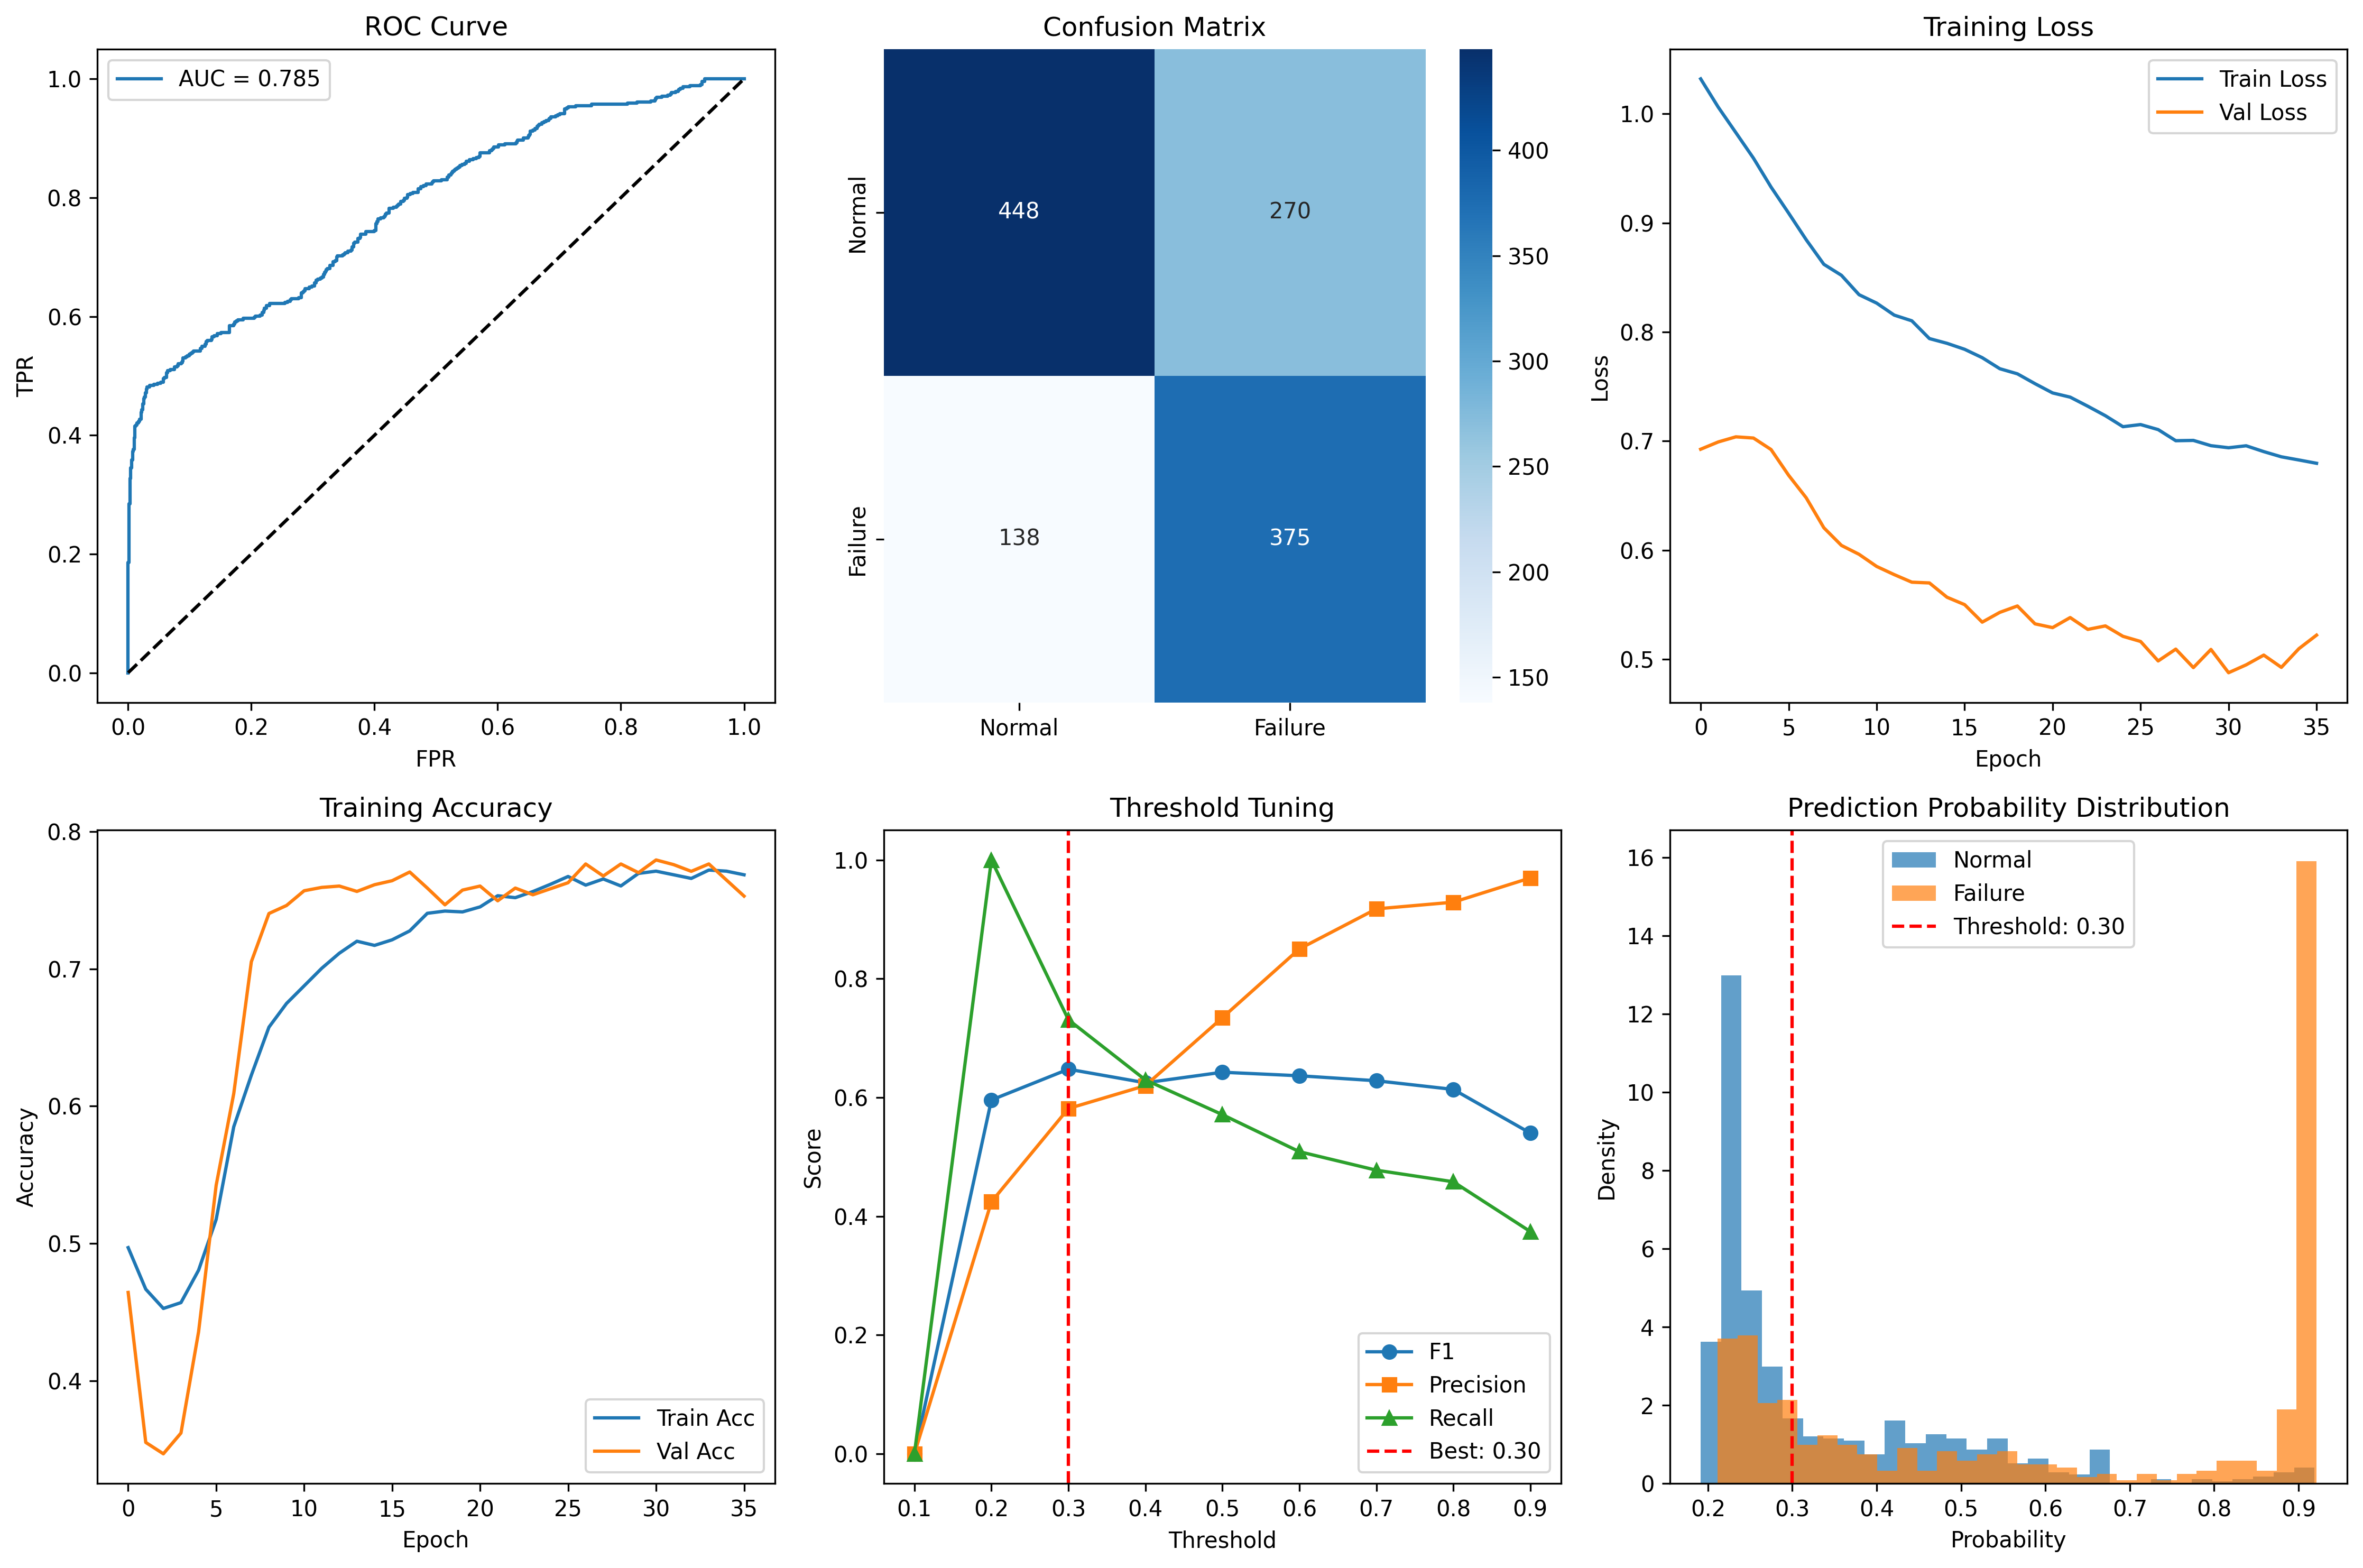 ROC Curve
AUC = 0.785
1.0
0.8
0.6
0.4
0.2
0.0
TPR
0.0 0.2 0.4 0.6 0.8 1.0
FPR
Confusion Matrix
Normal
Failure
448 270
138 375
Normal Failure
400
350
300
250
200
150
Training Loss
Train Loss
Val Loss
1.0
0.9
0.8
0.7
0.6
0.5
Loss
0 5 10 15 20 25 30 35
Epoch
Training Accuracy
0.8
0.7
0.6
0.5
0.4
Accuracy
Train Acc
Val Acc
0 5 10 15 20 25 30 35
Epoch
Threshold Tuning
1.0
0.8
0.6
0.4
0.2
0.0
Score
F1
Precision
Recall
Best: 0.30
0.1 0.2 0.3 0.4 0.5 0.6 0.7 0.8 0.9
Threshold
Prediction Probability Distribution
Normal
Failure
Threshold: 0.30
16
14
12
10
8
6
4
2
0
Density
0.2 0.3 0.4 0.5 0.6 0.7 0.8 0.9
Probability